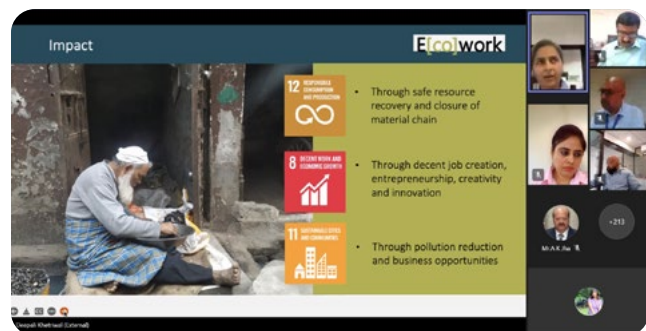 Impact
E[co]work
12 RESPONSIBLE
CONSUMPTION
AND PRODUCTION
• Through safe resource
recovery and closure of
material chain
8 DECENT WORK AND
ECONOMIC GROWTH
• Through decent job creation,
entrepreneurship, creativity
and innovation
11 SUSTAINABLE CITIES
AND COMMUNITIES
• Through pollution reduction
and business opportunities
Mr.A.K.Jha
+213
Deepali Khetriwal (External)